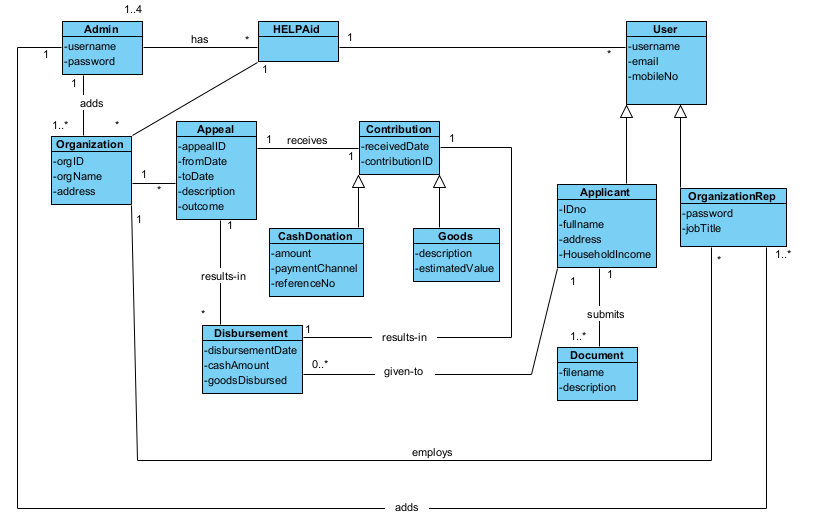 1..4
Admin
-username
-password
1
1
has
*
HELPAid
1
1
*
User
-username
-email
-mobileNo
adds
1..*
*
Organization
-orgID
-orgName
-address
1
*
1
Appeal
-appealID
-fromDate
-toDate
-description
-outcome
1
receives
1
1
Contribution
-receivedDate
-contributionID
1
CashDonation
-amount
-paymentChannel
-referenceNo
Goods
-description
-estimatedValue
Applicant
-IDno
-fullname
-address
-HouseholdIncome
1
1
OrganizationRep
-password
-jobTitle
*
1..*
results-in
*
Disbursement
-disbursementDate
-cashAmount
-goodsDisbursed
1
results-in
0..*
given-to
submits
1..*
Document
-filename
-description
employs
adds